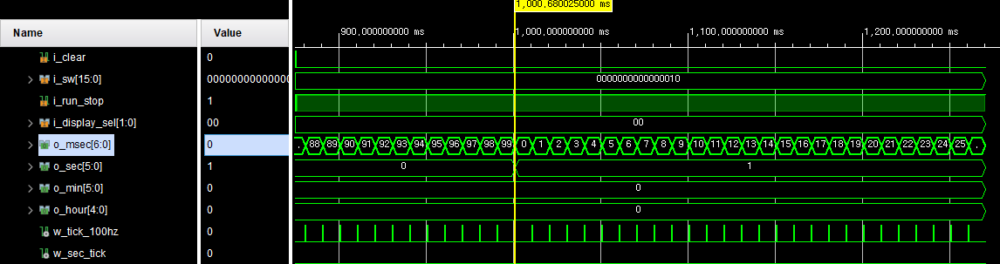 1,000,680025000 ms
Name Value 900,000000000 ms 1,000,00000000 ms 1,100,000000000 ms 1,200,000000000 ms
i_clear 0
i_sw[15:0] 00000000000000 0000000000000010
i_run_stop 1
i_display_sel[1:0] 00 00
o_msec[6:0] 0 88 89 90 91 92 93 94 95 96 97 98 99 0 1 2 3 4 5 6 7 8 9 10 11 12 13 14 15 16 17 18 19 20 21 22 23 24 25 .
o_sec[5:0] 1 0 1
o_min[5:0] 0 0
o_hour[4:0] 0 0
w_tick_100hz 0
w_sec_tick 0